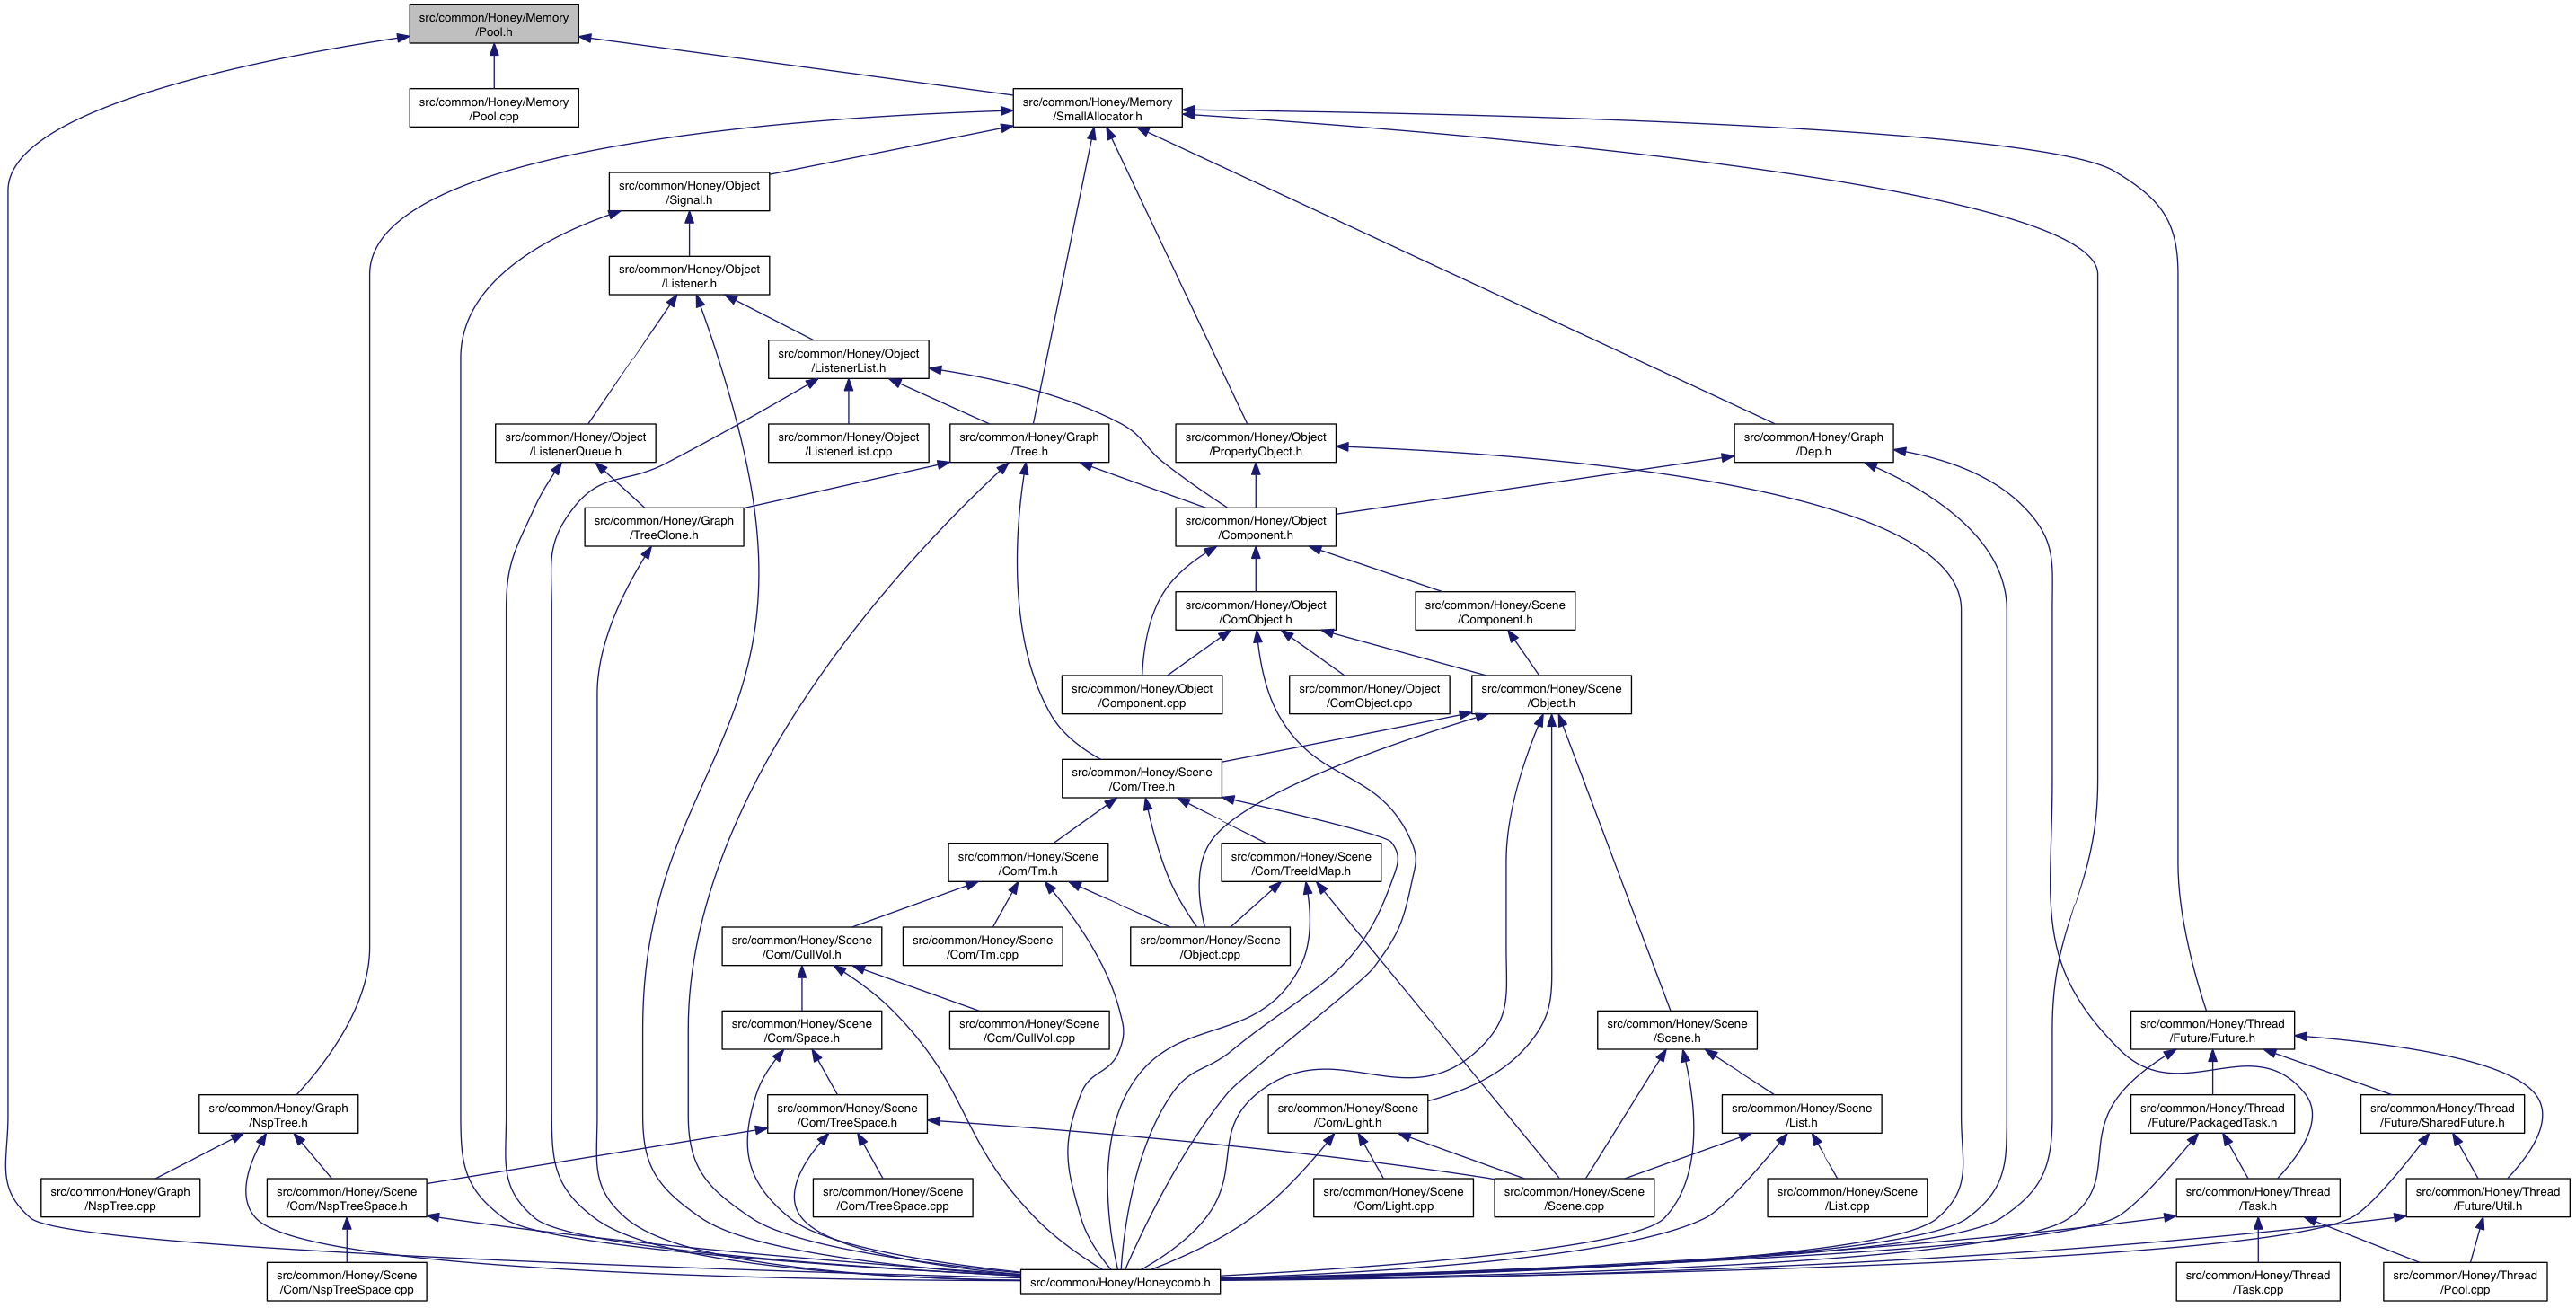 src/common/Honey/Memory
/Pool.h
src/common/Honey/Memory
/Pool.cpp
src/common/Honey/Memory
/SmallAllocator.h
src/common/Honey/Object
/Signal.h
src/common/Honey/Object
/Listener.h
src/common/Honey/Object
/ListenerList.h
src/common/Honey/Object
/ListenerQueue.h
src/common/Honey/Object
/ListenerList.cpp
src/common/Honey/Graph
/Tree.h
src/common/Honey/Object
/PropertyObject.h
src/common/Honey/Graph
/Dep.h
src/common/Honey/Graph
/TreeClone.h
src/common/Honey/Object
/Component.h
src/common/Honey/Object
/ComObject.h
src/common/Honey/Scene
/Component.h
src/common/Honey/Object
/Component.cpp
src/common/Honey/Object
/ComObject.cpp
src/common/Honey/Scene
/Object.h
src/common/Honey/Scene
/Com/Tree.h
src/common/Honey/Scene
/Com/Tm.h
src/common/Honey/Scene
/Com/TreeIdMap.h
src/common/Honey/Scene
/Com/CullVol.h
src/common/Honey/Scene
/Com/Tm.cpp
src/common/Honey/Scene
/Object.cpp
src/common/Honey/Scene
/Com/Space.h
src/common/Honey/Scene
/Com/CullVol.cpp
src/common/Honey/Scene
/Scene.h
src/common/Honey/Thread
/Future/Future.h
src/common/Honey/Graph
/NspTree.h
src/common/Honey/Scene
/Com/TreeSpace.h
src/common/Honey/Scene
/Com/Light.h
src/common/Honey/Scene
/List.h
src/common/Honey/Thread
/Future/PackagedTask.h
src/common/Honey/Thread
/Future/SharedFuture.h
src/common/Honey/Graph
/NspTree.cpp
src/common/Honey/Scene
/Com/NspTreeSpace.h
src/common/Honey/Scene
/Com/TreeSpace.cpp
src/common/Honey/Scene
/Com/Light.cpp
src/common/Honey/Scene
/Scene.cpp
src/common/Honey/Scene
/List.cpp
src/common/Honey/Thread
/Task.h
src/common/Honey/Thread
/Future/Util.h
src/common/Honey/Scene
/Com/NspTreeSpace.cpp
src/common/Honey/Honeycomb.h
src/common/Honey/Thread
/Task.cpp
src/common/Honey/Thread
/Pool.cpp